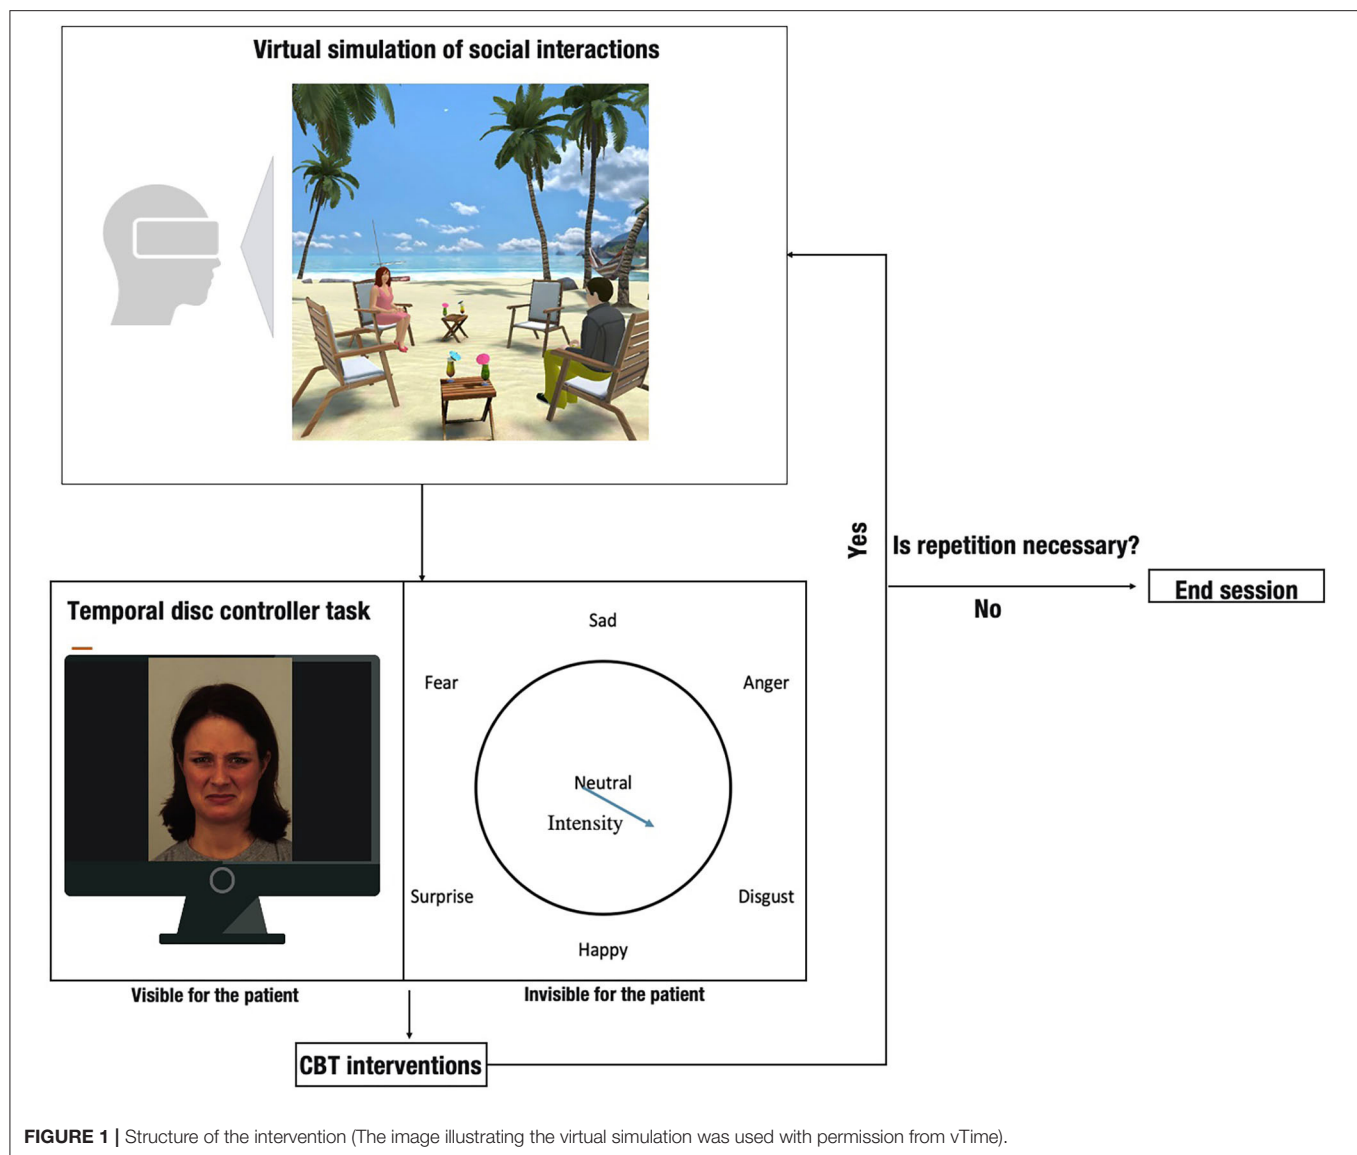 Virtual simulation of social interactions
Yes
Is repetition necessary?
No
End session
Temporal disc controller task
Sad
Fear
Anger
Neutral
Intensity
Surprise
Disgust
Happy
Visible for the patient
Invisible for the patient
CBT interventions
FIGURE 1 | Structure of the intervention (The image illustrating the virtual simulation was used with permission from vTime).